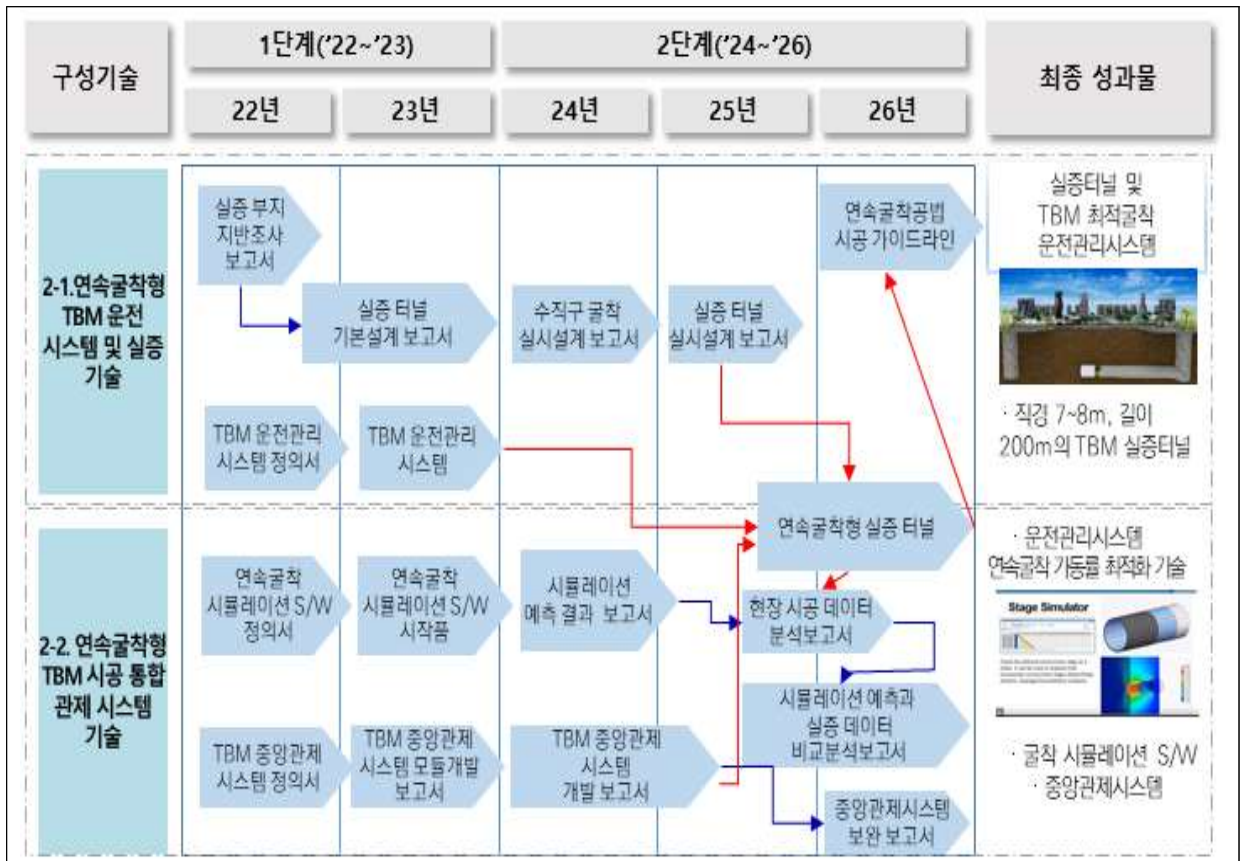 구성기술
1단계('22~'23)
2단계('24~'26)
최종 성과물
22년
23년
24년
25년
26년
2-1.연속굴착형
TBM 운전
시스템 및 실증
기술
실증 부지
지반조사
보고서
실증 터널
기본설계 보고서
수직구 굴착
실시설계 보고서
실증 터널
실시설계 보고서
연속굴착공법
시공 가이드라인
TBM 운전관리
시스템 정의서
TBM 운전관리
시스템
연속굴착형 실증 터널
실증터널 및
TBM 최적굴착
운전관리시스템
· 직경 7~8m, 길이
200m의 TBM 실증터널
2-2. 연속굴착형
TBM 시공 통합
관제 시스템
기술
연속굴착
시뮬레이션 S/W
정의서
연속굴착
시뮬레이션 S/W
시작품
시뮬레이션
예측 결과 보고서
현장 시공 데이터
분석보고서
시뮬레이션 예측과
실증 데이터
비교분석보고서
TBM 중앙관제
시스템 정의서
TBM 중앙관제
시스템 모듈개발
보고서
TBM 중앙관제
시스템
개발 보고서
중앙관제시스템
보완 보고서
· 운전관리시스템
연속굴착 가동률 최적화 기술
Stage Simulator
· 굴착 시뮬레이션 S/W
· 중앙관제시스템